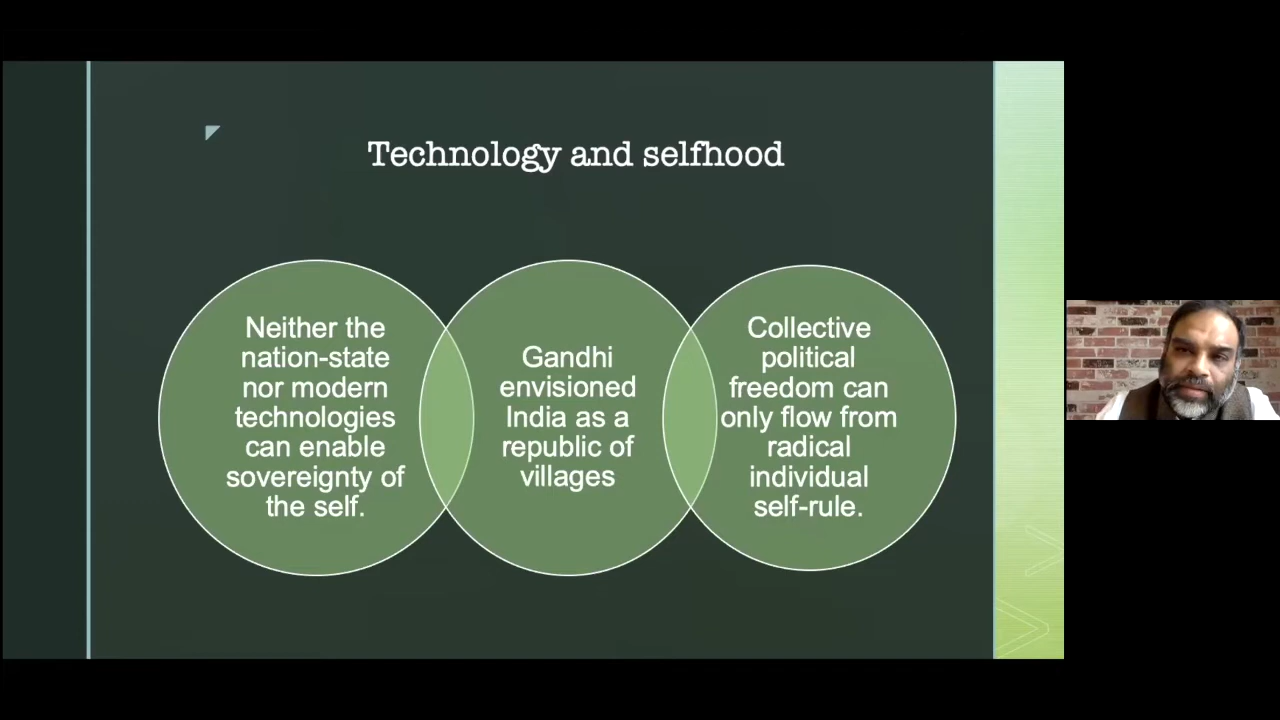 Technology and selfhood
Neither the
nation-state
nor modern
technologies
can enable
sovereignty of
the self.
Gandhi
envisioned
India as a
republic of
villages
Collective
political
freedom can
only flow from
radical
individual
self-rule.